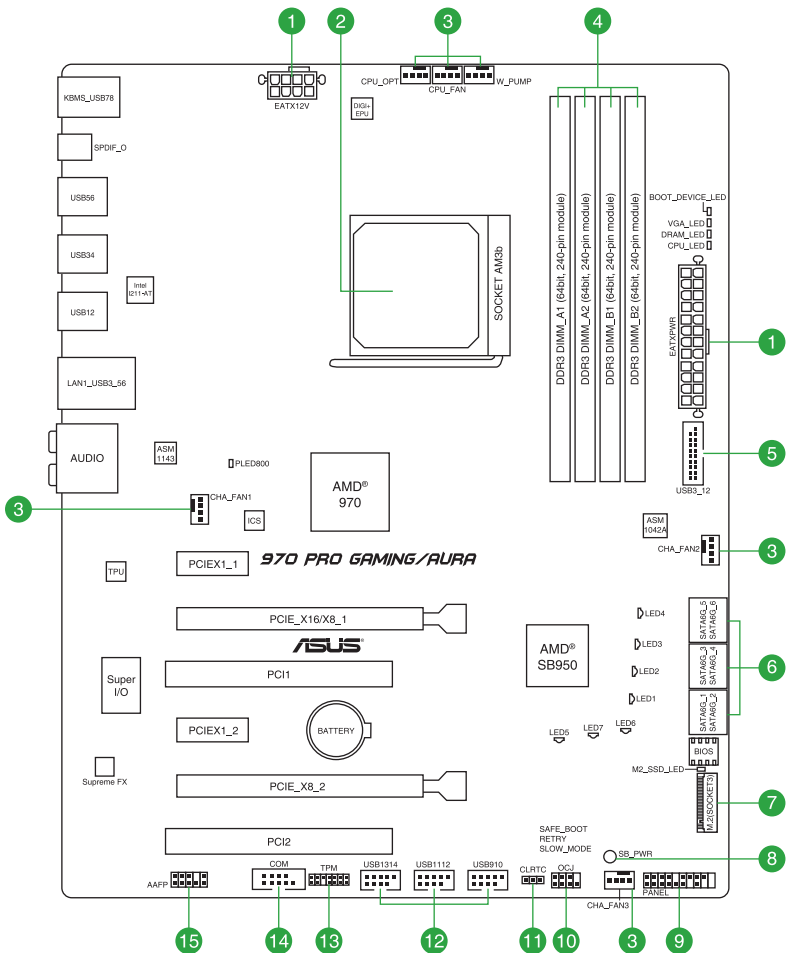 1
2
3
4
KBMS_USB78
EATX12V
CPU_OPT
CPU_FAN
W_PUMP
DIGI+
EPU
SPDIF_O
USB56
USB34
Intel
I211-AT
USB12
LAN1_USB3_56
AUDIO
SOCKET AM3b
DDR3 DIMM_A1 (64bit, 240-pin module)
DDR3 DIMM_A2 (64bit, 240-pin module)
DDR3 DIMM_B1 (64bit, 240-pin module)
DDR3 DIMM_B2 (64bit, 240-pin module)
BOOT_DEVICE_LED
VGA_LED
DRAM_LED
CPU_LED
EATXPWR
1
USB3_12
5
ASM
1143
PLED800
AMD®
970
3
CHA_FAN1
ICS
ASM
1042A
CHA_FAN2
3
970 PRO GAMING/AURA
TPU
PCIEX1_1
PCIE_X16/X8_1
ASUS®
AMD®
SB950
LED4
LED3
LED2
LED1
SATA6G_5
SATA6G_6
SATA6G_3
SATA6G_4
SATA6G_1
SATA6G_2
6
Super
I/O
PCI1
PCIEX1_2
BATTERY
LED5
LED7
LED6
BIOS
M2_SSD_LED
M.2(SOCKET3)
7
Supreme FX
PCIE_X8_2
PCI2
SAFE_BOOT
RETRY
SLOW_MODE
SB_PWR
8
AAFP
COM
TPM
USB1314
USB1112
USB910
CLRTC
OCJ
CHA_FAN3
PANEL
15
14
13
12
11
10
3
9